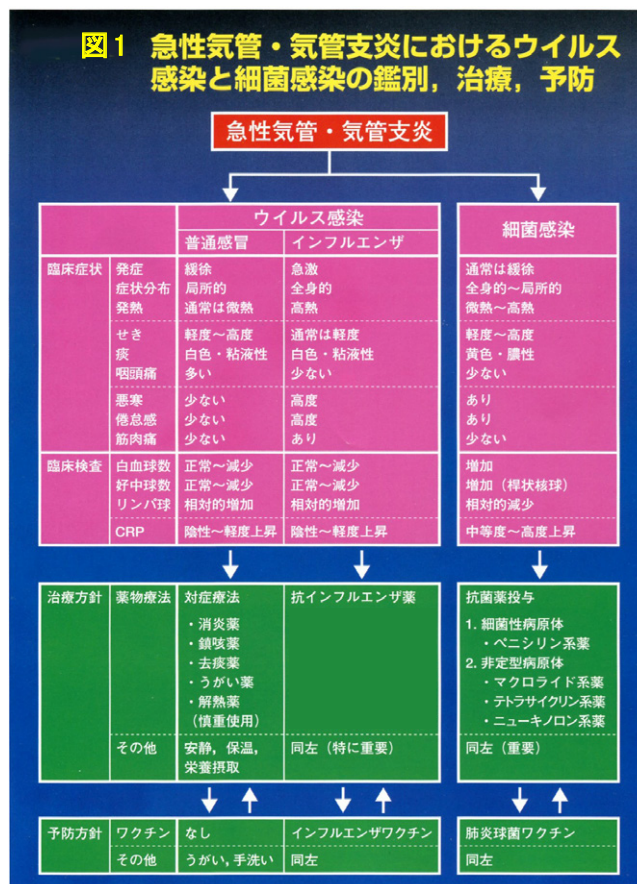 図1 急性気管・気管支炎におけるウイルス
感染と細菌感染の鑑別，治療，予防
急性気管・気管支炎
ウイルス感染
細菌感染
普通感冒 インフルエンザ
臨床症状 発症 緩徐 急激 通常は緩徐
症状分布 局所的 全身的 全身的～局所的
発熱 通常は微熱 高熱 微熱～高熱
せき 軽度～高度 通常は軽度 軽度～高度
痰 白色・粘液性 白色・粘液性 黄色・膿性
咽頭痛 多い 少ない 少ない
悪寒 少ない 高度 あり
倦怠感 少ない 高度 あり
筋肉痛 少ない あり 少ない
臨床検査 白血球数 正常～減少 正常～減少 増加
好中球数 正常～減少 正常～減少 増加（桿状核球）
リンパ球 相対的増加 相対的増加 相対的減少
CRP 陰性～軽度上昇 陰性～軽度上昇 中等度～高度上昇
治療方針 薬物療法 対症療法 抗インフルエンザ薬 抗菌薬投与
・消炎薬 1. 細菌性病原体
・鎮咳薬 ・ペニシリン系薬
・去痰薬 2. 非定型病原体
・うがい薬 ・マクロライド系薬
・解熱薬 ・テトラサイクリン系薬
（慎重使用） ・ニューキノロン系薬
その他 安静，保温， 同左（特に重要） 同左（重要）
栄養摂取
予防方針 ワクチン なし インフルエンザワクチン 肺炎球菌ワクチン
その他 うがい，手洗い 同左 同左